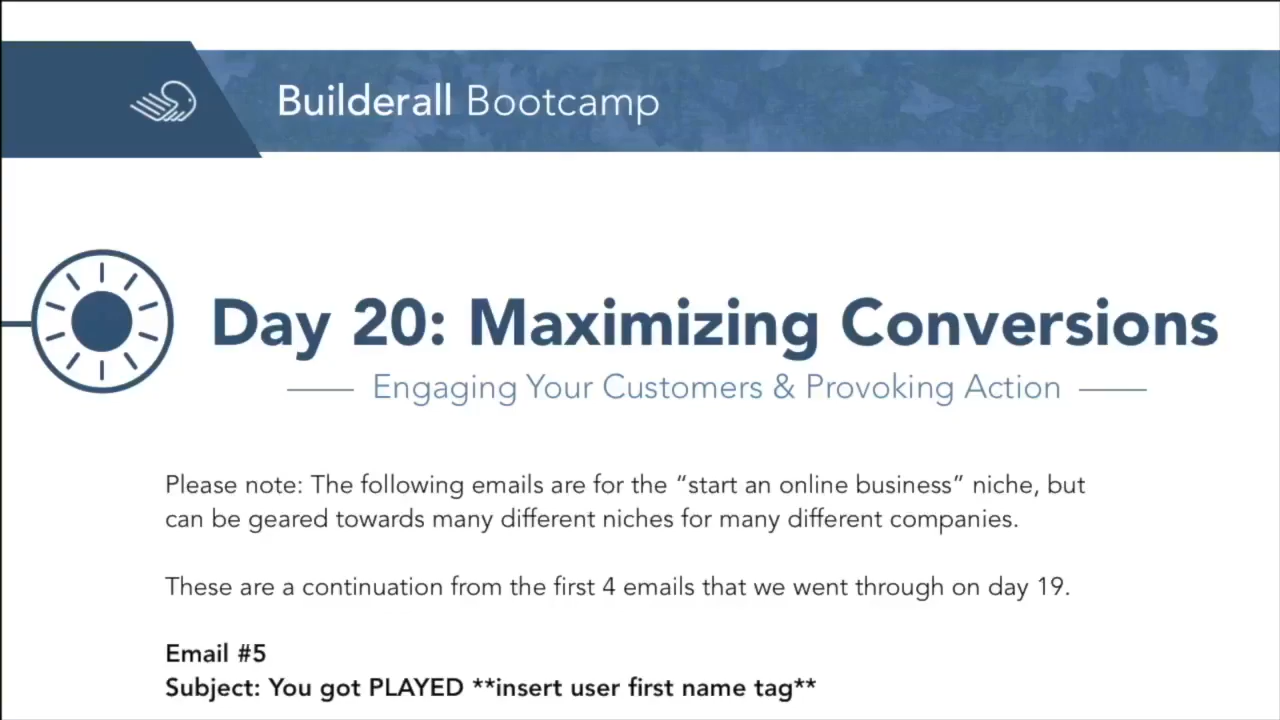 Builderall Bootcamp
Day 20: Maximizing Conversions
Engaging Your Customers & Provoking Action
Please note: The following emails are for the “start an online business” niche, but
can be geared towards many different niches for many different companies.
These are a continuation from the first 4 emails that we went through on day 19.
Email #5
Subject: You got PLAYED **insert user first name tag**